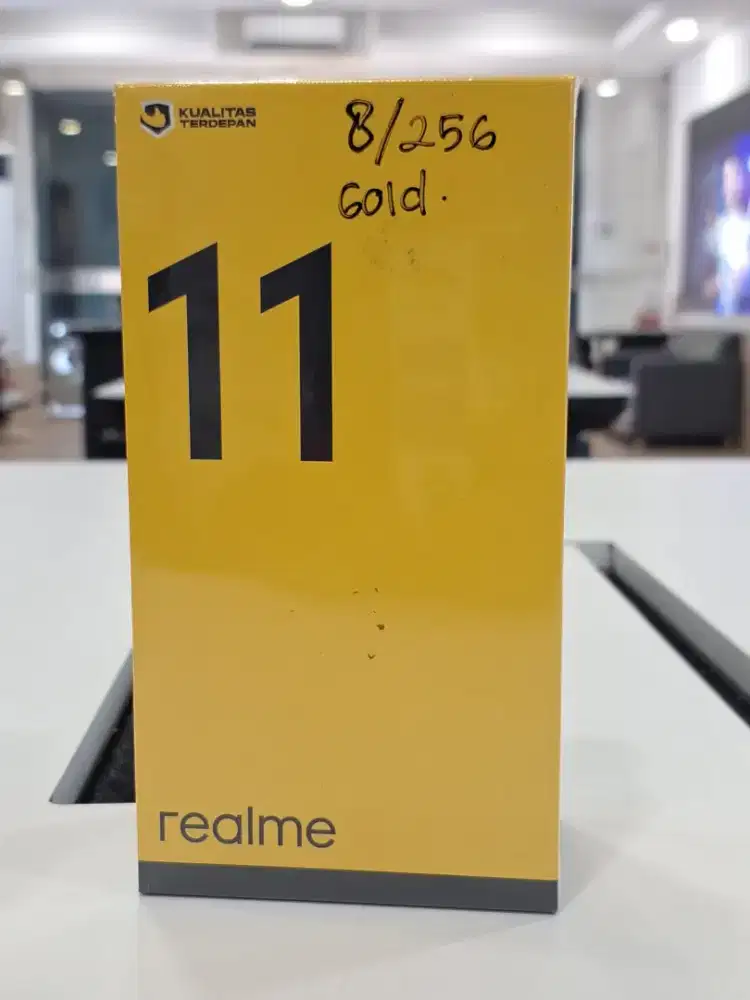 KUALITAS
TERDEPAN
8/256
Gold.
11
realme